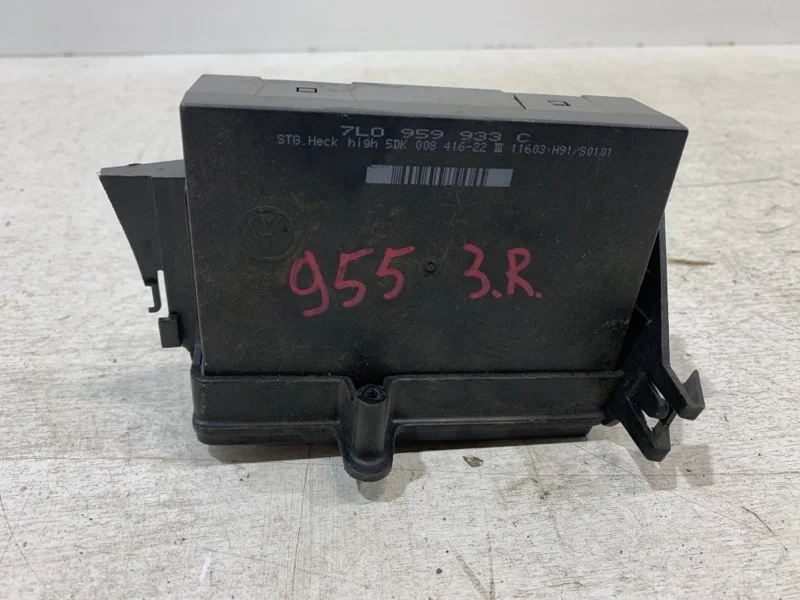 7L0 959 933 C
STG.Heck high 5DK 008 416-22 III 11603›H91/S0101
955 3.R.